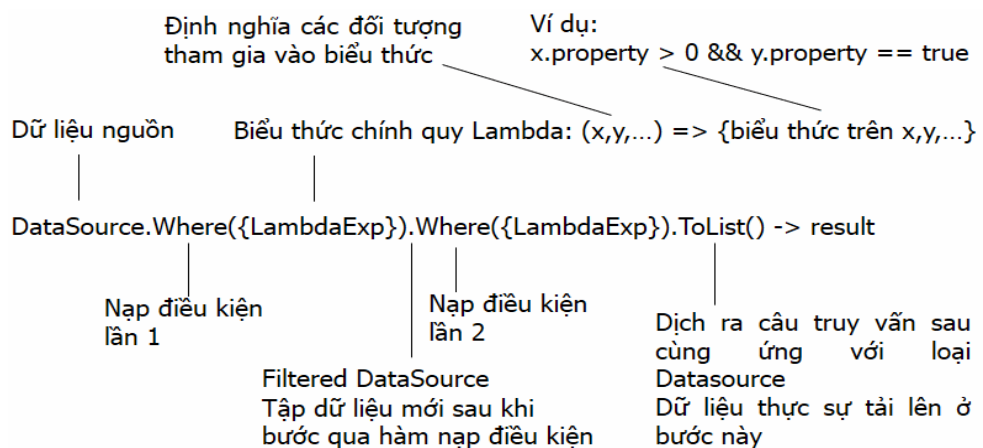 Định nghĩa các đối tượng
tham gia vào biểu thức
Ví dụ:
x.property > 0 && y.property == true
Dữ liệu nguồn
Biểu thức chính quy Lambda: (x,y,...) => {biểu thức trên x,y,...}
DataSource.Where({LambdaExp}).Where({LambdaExp}).ToList() -> result
Nạp điều kiện
lần 1
Nạp điều kiện
lần 2
Filtered DataSource
Tập dữ liệu mới sau khi
bước qua hàm nạp điều kiện
Dịch ra câu truy vấn sau
cùng ứng với loại
Datasource
Dữ liệu thực sự tải lên ở
bước này